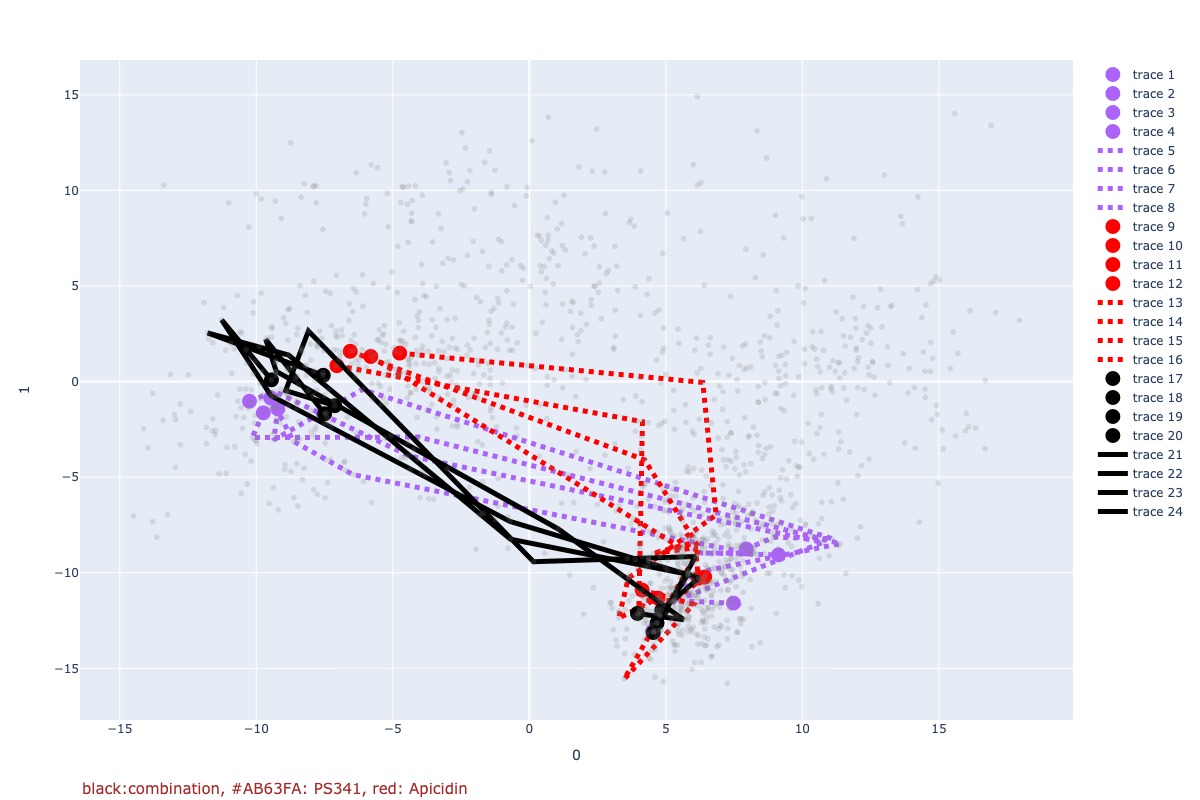 15
10
5
0
−5
−10
−15
−15
−10
−5
0
5
10
15
0
1
trace 1
trace 2
trace 3
trace 4
trace 5
trace 6
trace 7
trace 8
trace 9
trace 10
trace 11
trace 12
trace 13
trace 14
trace 15
trace 16
trace 17
trace 18
trace 19
trace 20
trace 21
trace 22
trace 23
trace 24
black:combination, #AB63FA: PS341, red: Apicidin